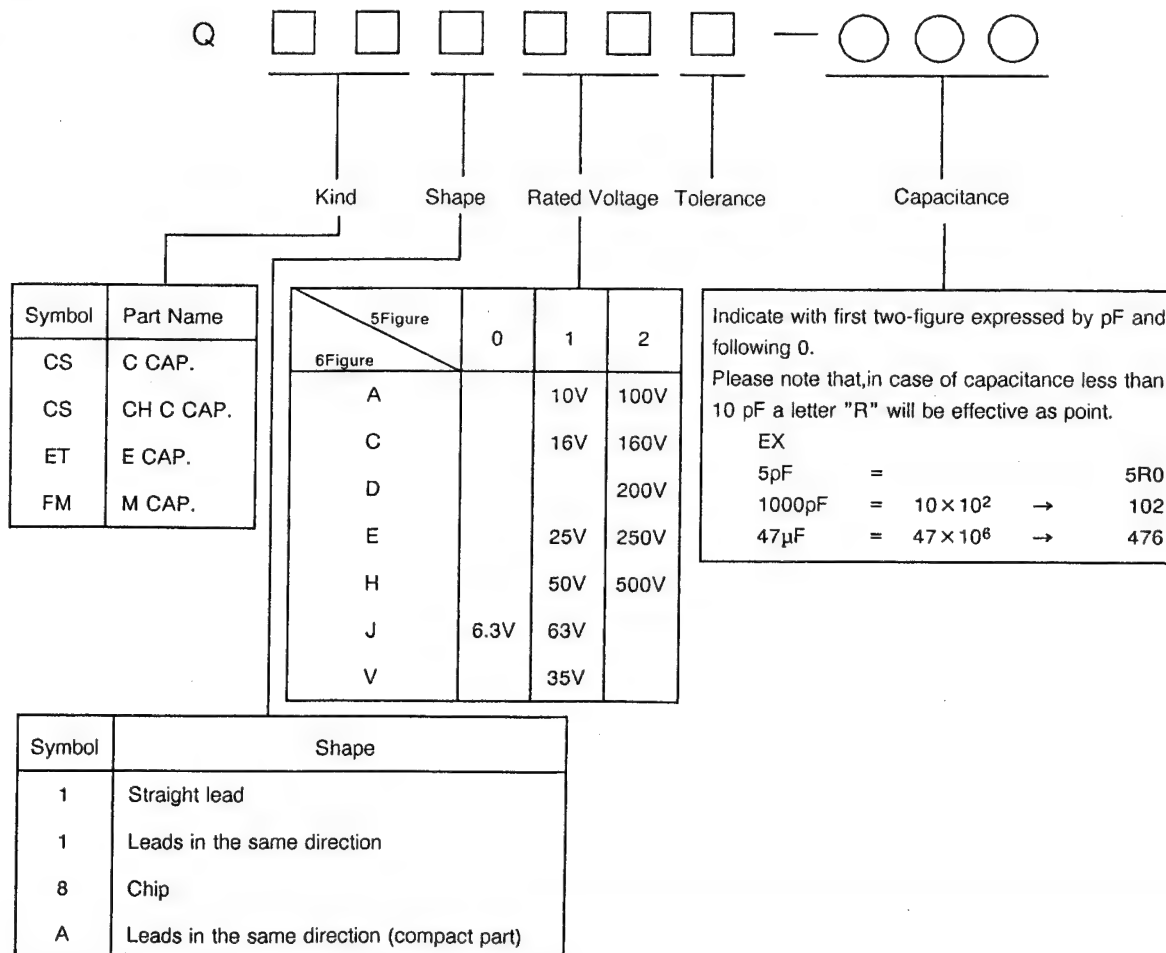 Q □ □ □ □ □ □ — ○ ○ ○
Kind Shape Rated Voltage Tolerance Capacitance
Symbol Part Name
CS C CAP.
CS CH C CAP.
ET E CAP.
FM M CAP.
5Figure 0 1 2
6Figure
A 10V 100V
C 16V 160V
D 200V
E 25V 250V
H 50V 500V
J 6.3V 63V
V 35V
Indicate with first two-figure expressed by pF and
following 0.
Please note that,in case of capacitance less than
10 pF a letter "R" will be effective as point.
EX
5pF = 5R0
1000pF = 10×10² → 102
47µF = 47×10⁶ → 476
Symbol Shape
1 Straight lead
1 Leads in the same direction
8 Chip
A Leads in the same direction (compact part)